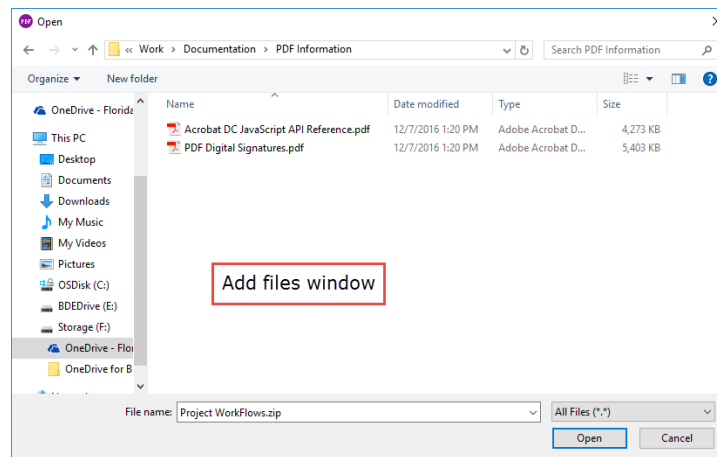 PDF Open
« Work > Documentation > PDF Information Search PDF Information
Organize New folder
Name Date modified Type Size
Acrobat DC JavaScript API Reference.pdf 12/7/2016 1:20 PM Adobe Acrobat D... 4,273 KB
PDF Digital Signatures.pdf 12/7/2016 1:20 PM Adobe Acrobat D... 5,403 KB
OneDrive - Florida
This PC
Desktop
Documents
Downloads
My Music
My Videos
Pictures
OSDisk (C:)
BDEDrive (E:)
Storage (F:)
OneDrive - Flor
OneDrive for B
Add files window
File name: Project WorkFlows.zip All Files (*.*)
Open Cancel